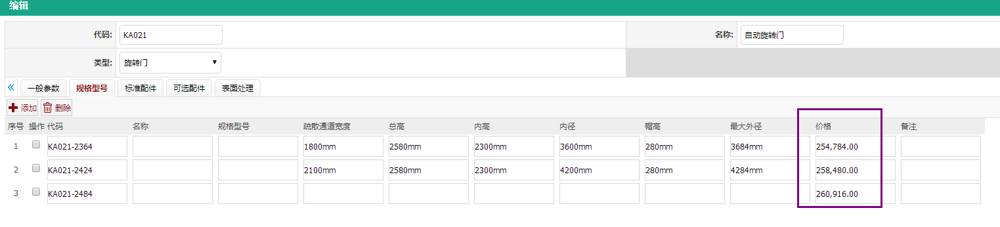 编辑
代码: KA021 名称: 自动旋转门
类型: 旋转门
一般参数 规格型号 标准配件 可选配件 表面处理
添加 删除
序号 操作 代码 名称 规格型号 疏散通道宽度 总高 内高 内径 帽高 最大外径 价格 备注
1 KA021-2364 1800mm 2580mm 2300mm 3600mm 280mm 3684mm 254,784.00
2 KA021-2424 2100mm 2580mm 2300mm 4200mm 280mm 4284mm 258,480.00
3 KA021-2484 260,916.00